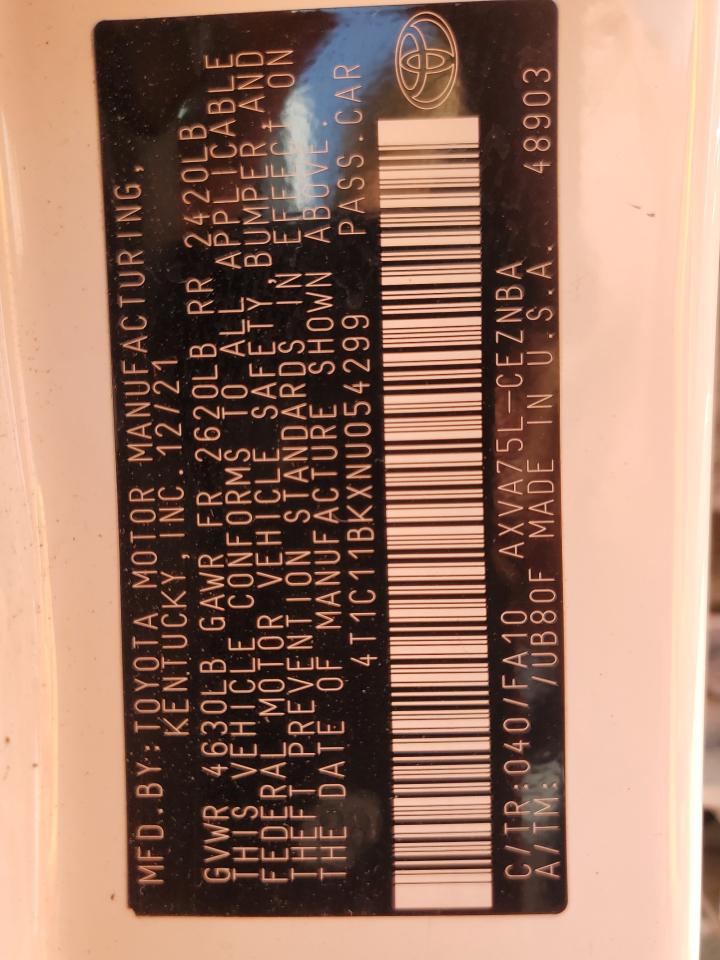 MFD.BY:TOYOTA MOTOR MANUFACTURING,
KENTUCKY,INC.12/21
GVWR 4630LB GAWR FR 2620LB RR 2420LB
THIS VEHICLE CONFORMS TO ALL APPLICABLE
FEDERAL MOTOR VEHICLE SAFETY, BUMPER AND
THEFT PREVENTION STANDARDS IN EFFECT ON
THE DATE OF MANUFACTURE SHOWN ABOVE.
4T1C11BKXNU054299 PASS.CAR
C/TR:040/FA10 AXVA75L-CEZNBA
A/TM: /UB80F MADE IN U.S.A. 48903